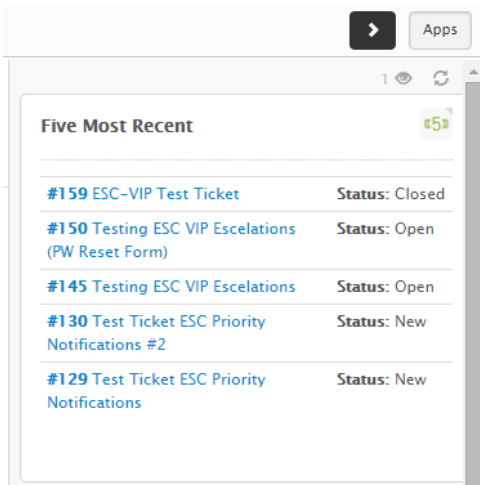 Apps
1
Five Most Recent
5
#159 ESC-VIP Test Ticket Status: Closed
#150 Testing ESC VIP Escelations Status: Open
(PW Reset Form)
#145 Testing ESC VIP Escelations Status: Open
#130 Test Ticket ESC Priority Status: New
Notifications #2
#129 Test Ticket ESC Priority Status: New
Notifications